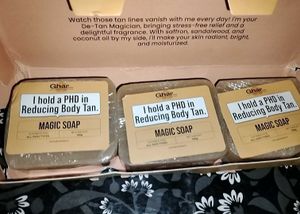 Watch those tan lines vanish with me every day! i'm your
De-Tan Magician, bringing stress-free relief and a
delightful fragrance. With saffron, sandalwood, and
coconut oil by my side, I'll make your skin radiant, bright,
and moisturized.
Ghar
I hold a PHD in
Reducing Body Tan.
MAGIC SOAP
Ghar
I hold a PHD in
Reducing Body Tan.
MAGIC SOAP
Ghar
I hold a PHD in
Reducing Body Tan.
MAGIC SOAP